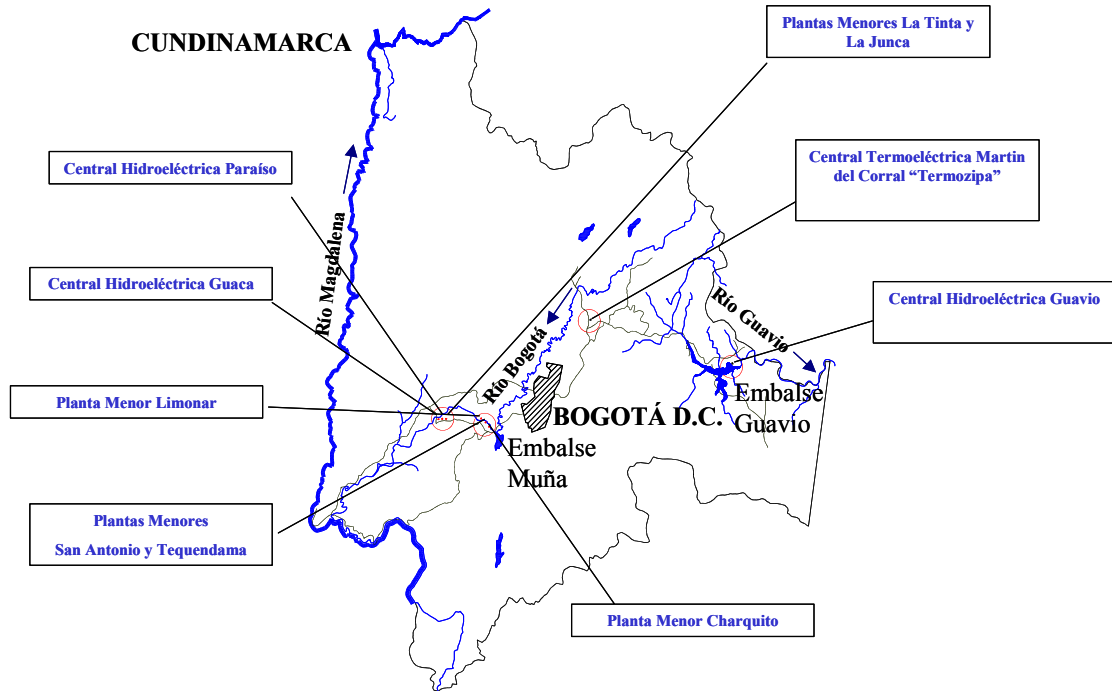 CUNDINAMARCA
Plantas Menores La Tinta y
La Junca
Central Hidroeléctrica Paraíso
Central Termoeléctrica Martin
del Corral “Termozipa”
Río Magdalena
Central Hidroeléctrica Guaca
Río Guavio
Central Hidroeléctrica Guavio
Río Bogotá
Planta Menor Limonar
Embalse
Guavio
BOGOTÁ D.C.
Embalse
Muña
Plantas Menores
San Antonio y Tequendama
Planta Menor Charquito